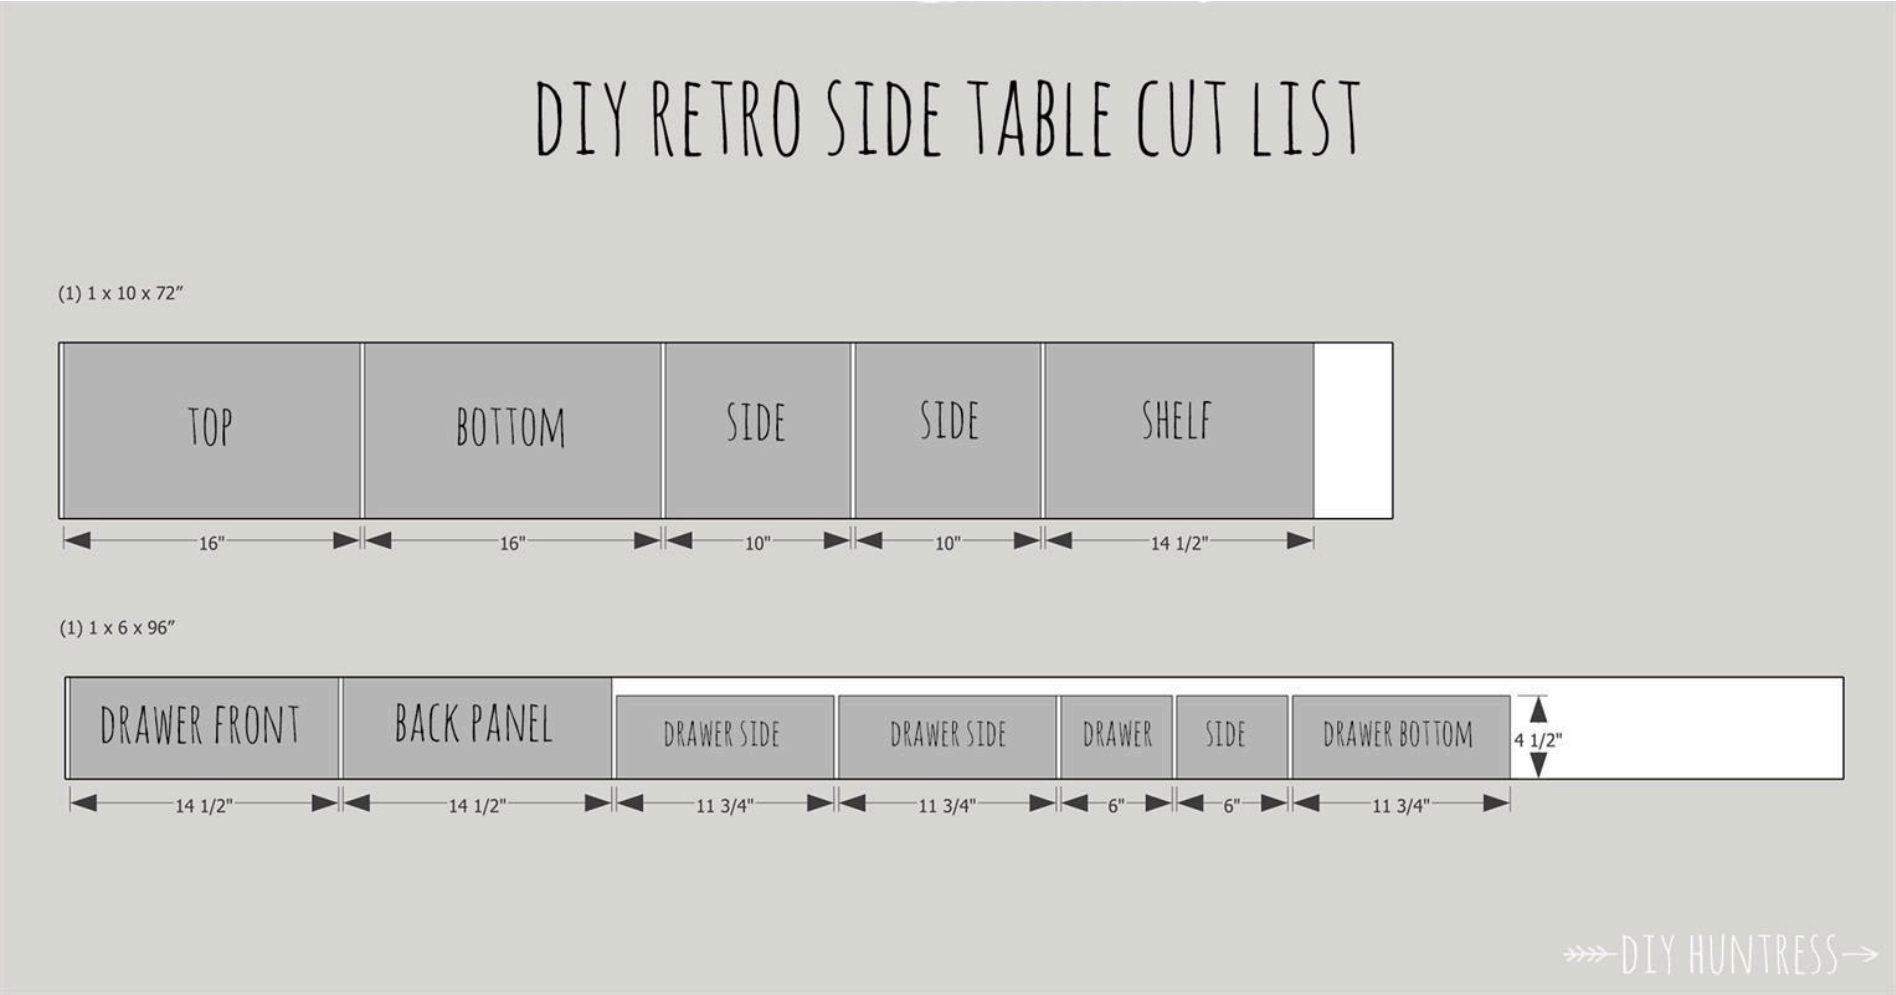 DIY RETRO SIDE TABLE CUT LIST
(1) 1 x 10 x 72"
TOP BOTTOM SIDE SIDE SHELF
16" 16" 10" 10" 14 1/2"
(1) 1 x 6 x 96"
DRAWER FRONT BACK PANEL DRAWER SIDE DRAWER SIDE DRAWER SIDE DRAWER BOTTOM
4 1/2"
14 1/2" 14 1/2" 11 3/4" 11 3/4" 6" 6" 11 3/4"
DIY HUNTRESS